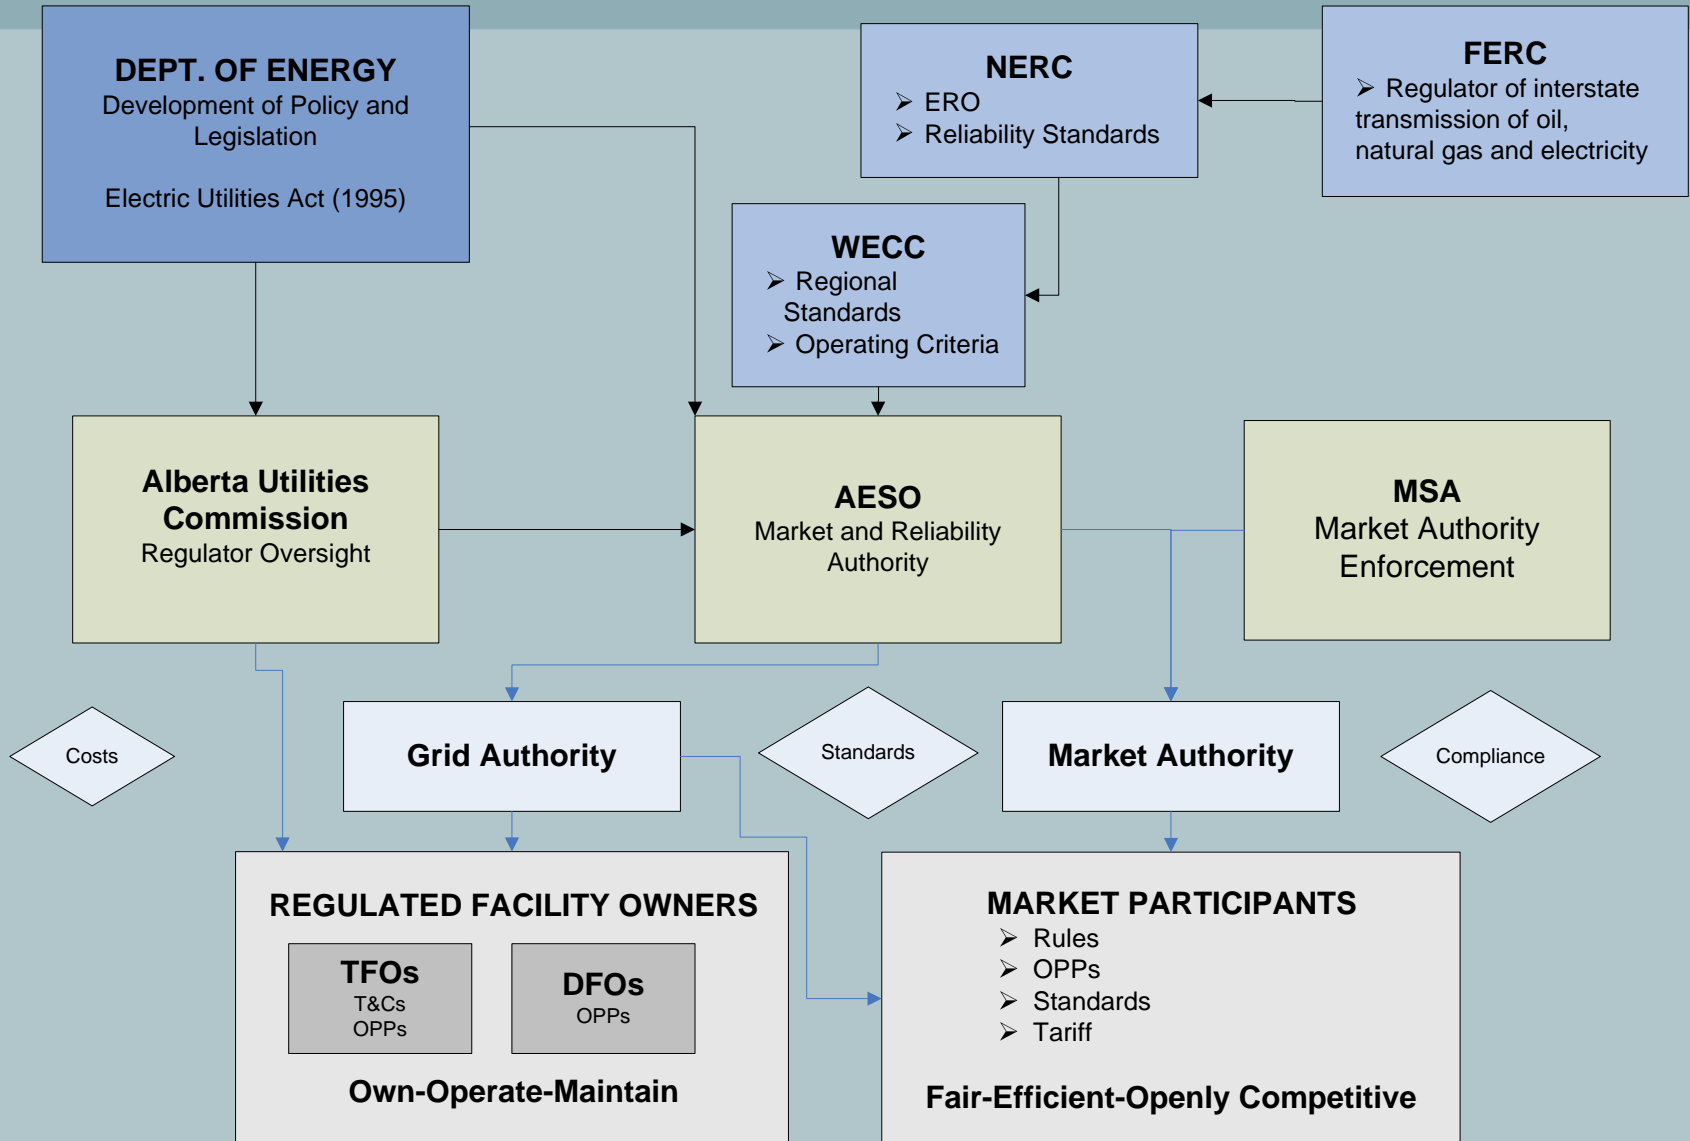 DEPT. OF ENERGY
Development of Policy and
Legislation
Electric Utilities Act (1995)
NERC
➢ ERO
➢ Reliability Standards
FERC
➢ Regulator of interstate
transmission of oil,
natural gas and electricity
WECC
➢ Regional
Standards
➢ Operating Criteria
Alberta Utilities
Commission
Regulator Oversight
AESO
Market and Reliability
Authority
MSA
Market Authority
Enforcement
Costs
Grid Authority
Standards
Market Authority
Compliance
REGULATED FACILITY OWNERS
TFOs
T&Cs
OPPs
DFOs
OPPs
Own-Operate-Maintain
MARKET PARTICIPANTS
➢ Rules
➢ OPPs
➢ Standards
➢ Tariff
Fair-Efficient-Openly Competitive